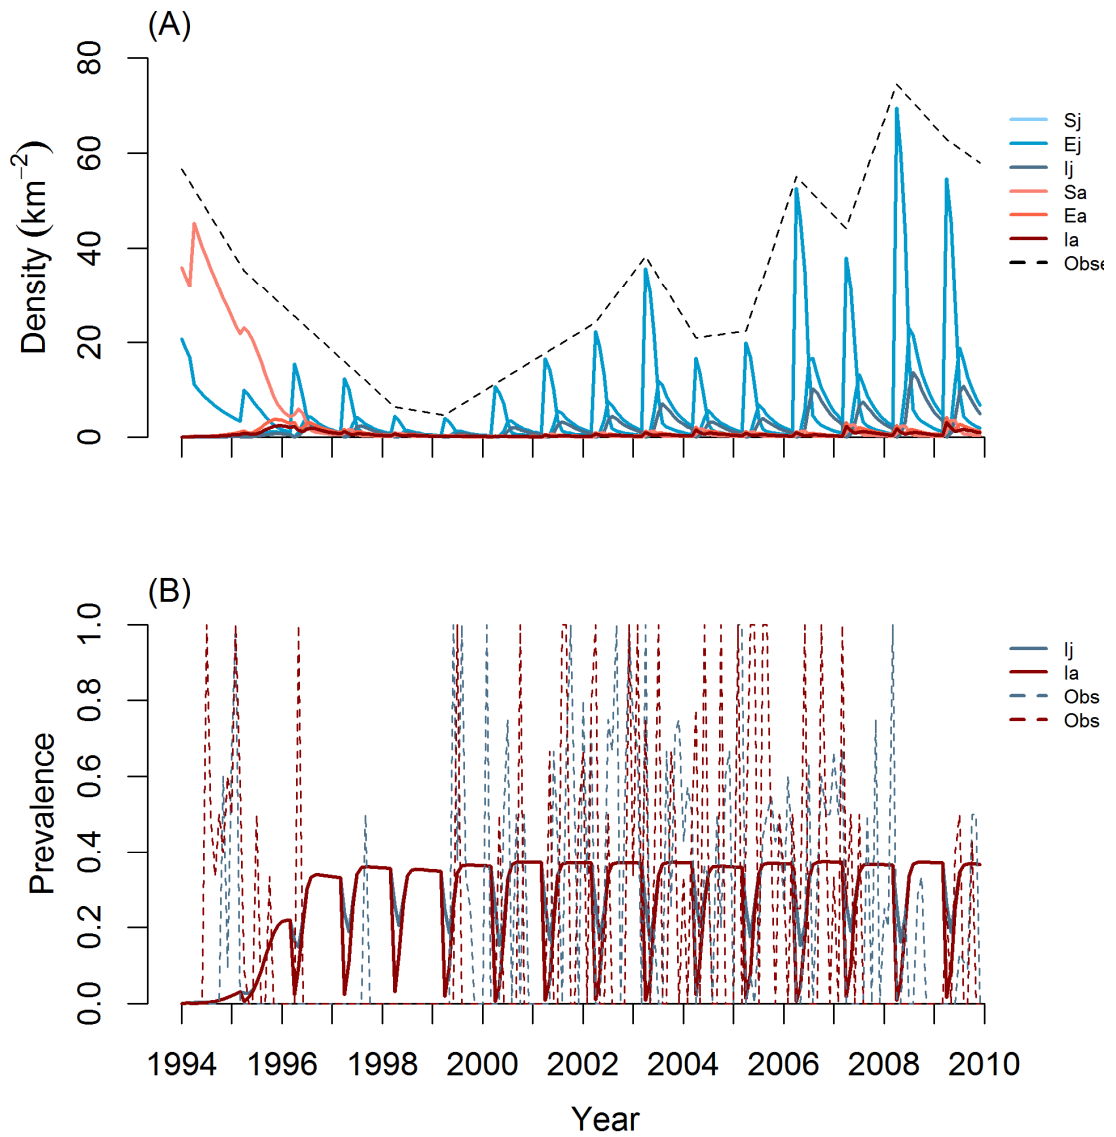 (A)
Density (km−2)
0
20
40
60
80
Sj
Ej
Ij
Sa
Ea
Ia
Obse
(B)
Prevalence
0.0
0.2
0.4
0.6
0.8
1.0
Ij
Ia
Obs
Obs
1994 1996 1998 2000 2002 2004 2006 2008 2010
Year